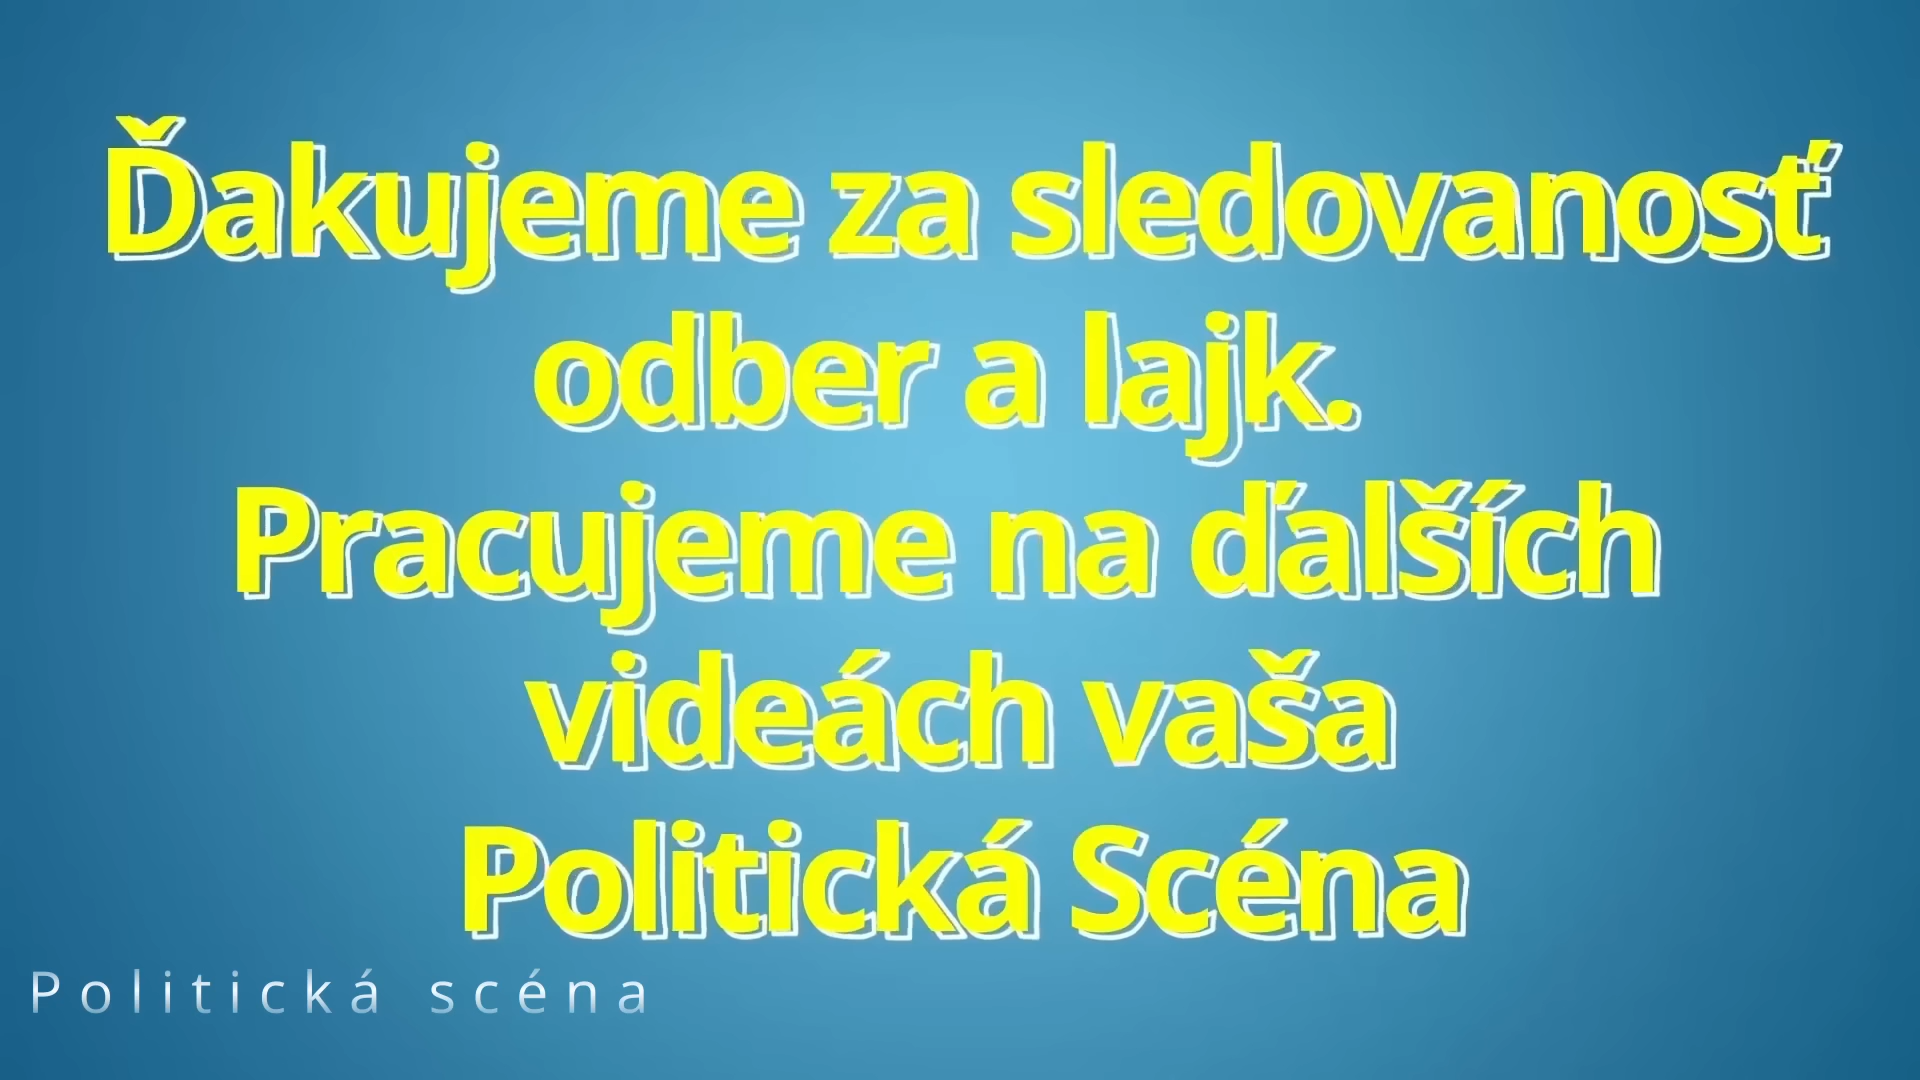 Ďakujeme za sledovanosť
odber a lajk.
Pracujeme na ďalších
videách vaša
Politická Scéna
Politická scéna